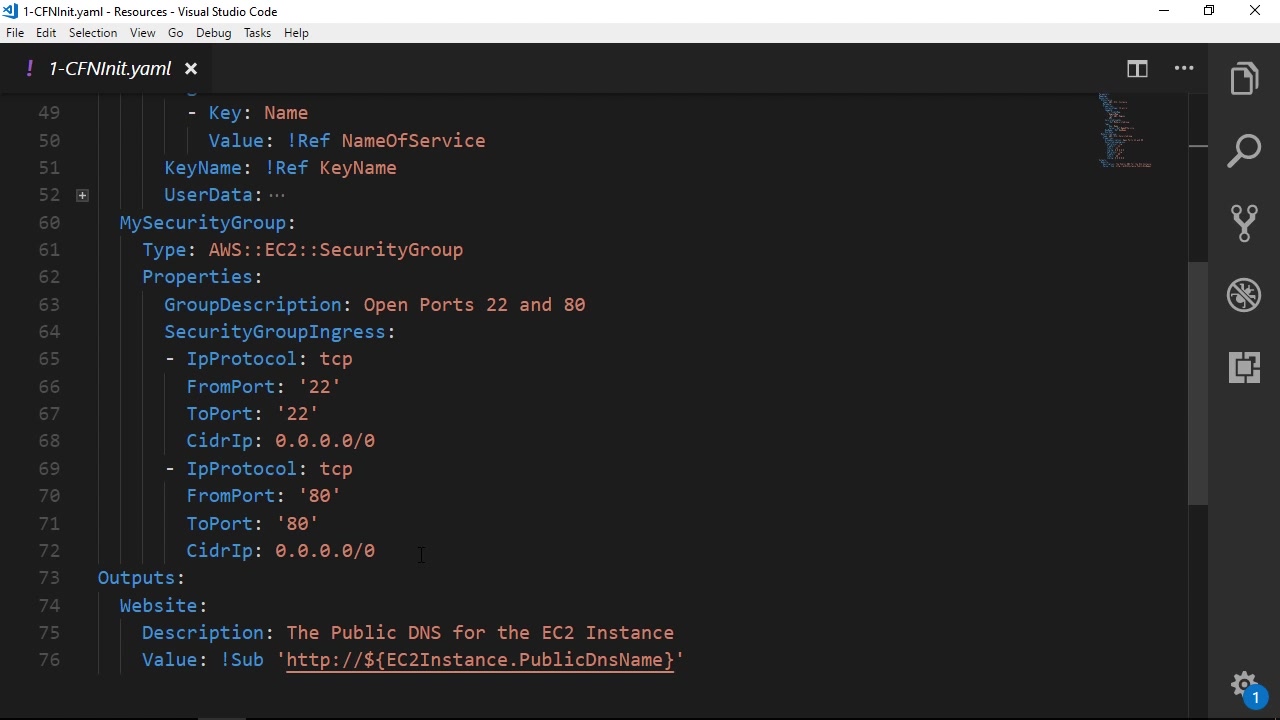 1-CFNInit.yaml - Resources - Visual Studio Code
File Edit Selection View Go Debug Tasks Help
! 1-CFNInit.yaml
49 - Key: Name
50 Value: !Ref NameOfService
51 KeyName: !Ref KeyName
52 UserData:
60 MySecurityGroup:
61 Type: AWS::EC2::SecurityGroup
62 Properties:
63 GroupDescription: Open Ports 22 and 80
64 SecurityGroupIngress:
65 - IpProtocol: tcp
66 FromPort: '22'
67 ToPort: '22'
68 CidrIp: 0.0.0.0/0
69 - IpProtocol: tcp
70 FromPort: '80'
71 ToPort: '80'
72 CidrIp: 0.0.0.0/0
73 Outputs:
74 Website:
75 Description: The Public DNS for the EC2 Instance
76 Value: !Sub 'http://${EC2Instance.PublicDnsName}'
1